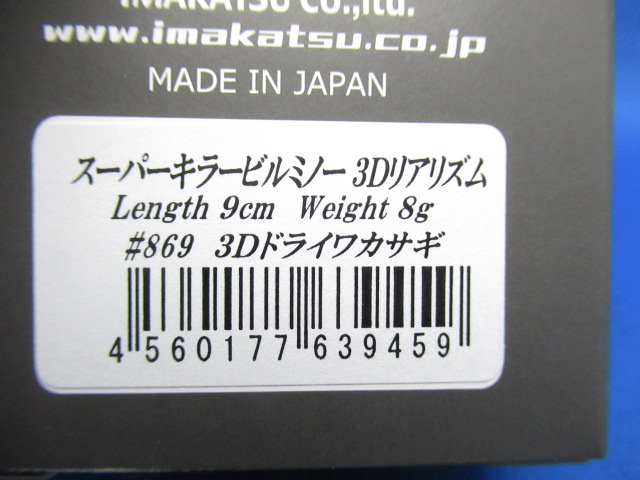 IMAKATSU CO.,ltd.
www.imakatsu.co.jp
MADE IN JAPAN
スーパーキラービルミノー 3Dリアリズム
Length 9cm Weight 8g
#869 3Dドライワカサギ
4 560177 639459